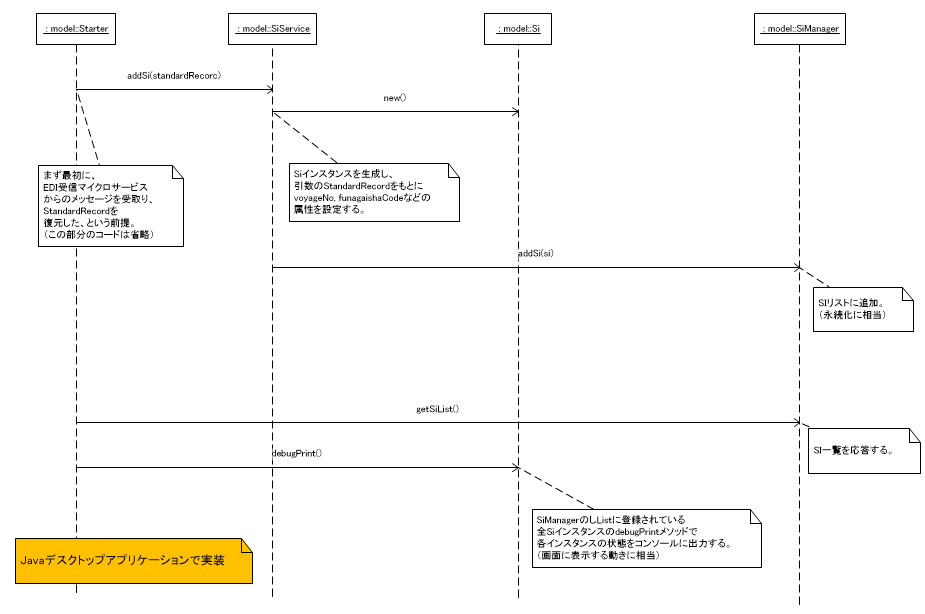 : model::Starter
: model::SiService
: model::Si
: model::SiManager
addSi(standardRecorc)
new()
まず最初に、
EDI受信マイクロサービス
からのメッセージを受取り、
StandardRecordを
復元した、という前提。
（この部分のコードは省略）
Siインスタンスを生成し、
引数のStandardRecordをもとに
voyageNo, funagaishaCodeなどの
属性を設定する。
addSi(si)
SIリストに追加。
（永続化に相当）
getSiList()
SI一覧を応答する。
debugPrint()
SiManagerのしListに登録されている
全SiインスタンスのdebugPrintメソッドで
各インスタンスの状態をコンソールに出力する。
（画面に表示する動きに相当）
Javaデスクトップアプリケーションで実装